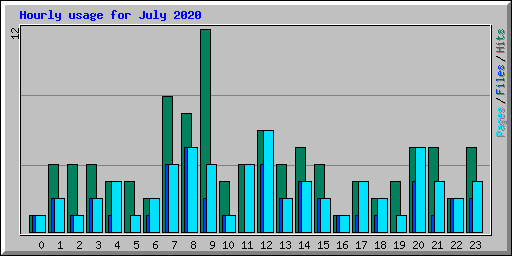 Hourly usage for July 2020
12
Pages / Files / Hits
0 1 2 3 4 5 6 7 8 9 10 11 12 13 14 15 16 17 18 19 20 21 22 23